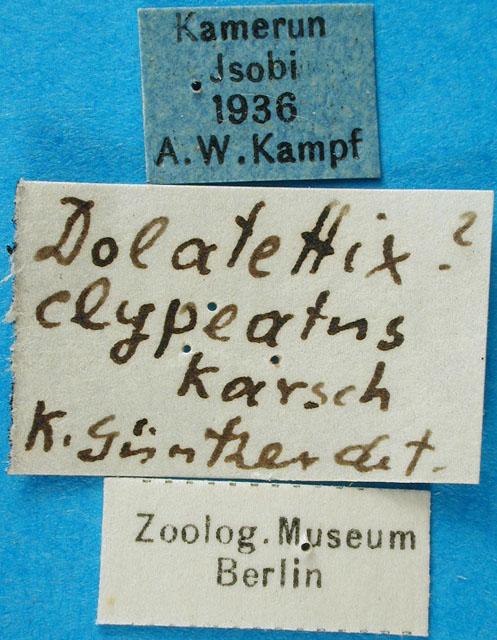 Kamerun
Jsobi
1936
A.W.Kampf
Dolatettix ?
clypeatus
Karsch
K. Günther det.
Zoolog. Museum
Berlin